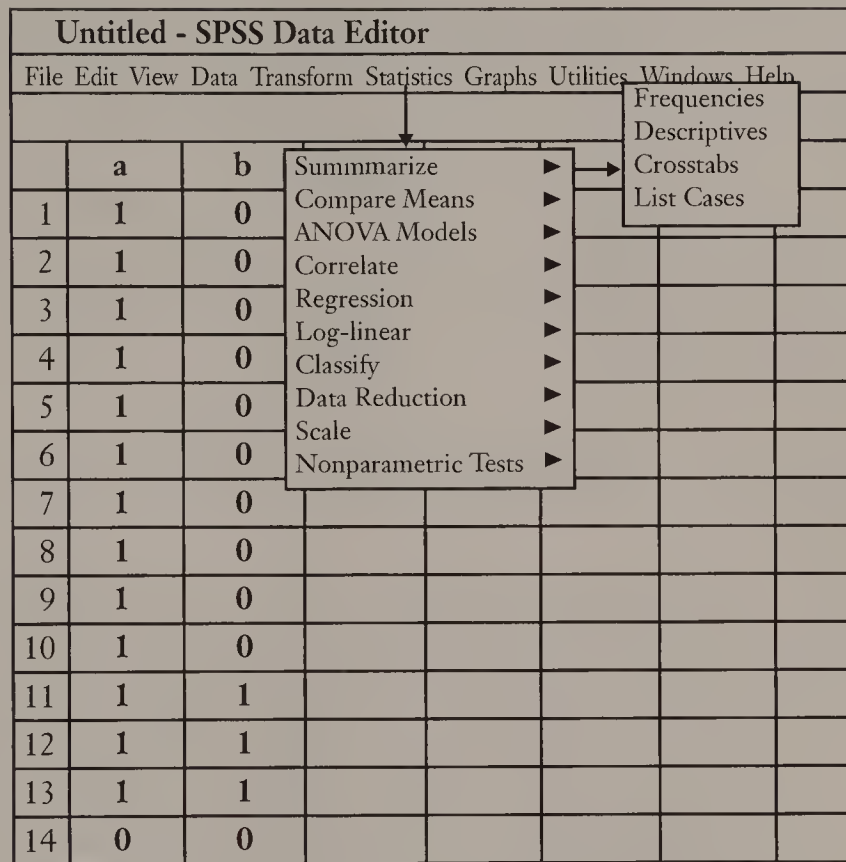 Untitled - SPSS Data Editor
File Edit View Data Transform Statistics Graphs Utilities Windows Help
Frequencies
Descriptives
Crosstabs
List Cases
a b
Summmarize
Compare Means
ANOVA Models
Correlate
Regression
Log-linear
Classify
Data Reduction
Scale
Nonparametric Tests
1 1 0
2 1 0
3 1 0
4 1 0
5 1 0
6 1 0
7 1 0
8 1 0
9 1 0
10 1 0
11 1 1
12 1 1
13 1 1
14 0 0